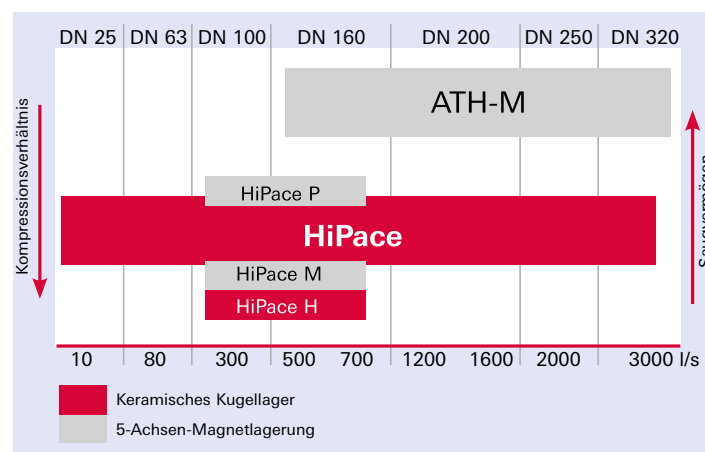 DN 25 DN 63 DN 100 DN 160 DN 200 DN 250 DN 320
Kompressionsverhältnis
ATH-M
HiPace P
HiPace
HiPace M
HiPace H
10 80 300 500 700 1200 1600 2000 3000 l/s
Keramisches Kugellager
5-Achsen-Magnetlagerung